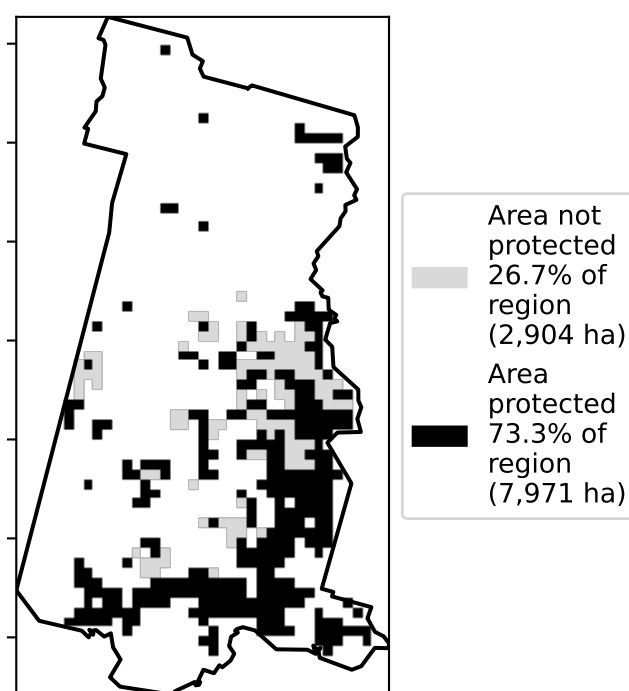 Area not
protected
26.7% of
region
(2,904 ha)
Area
protected
73.3% of
region
(7,971 ha)